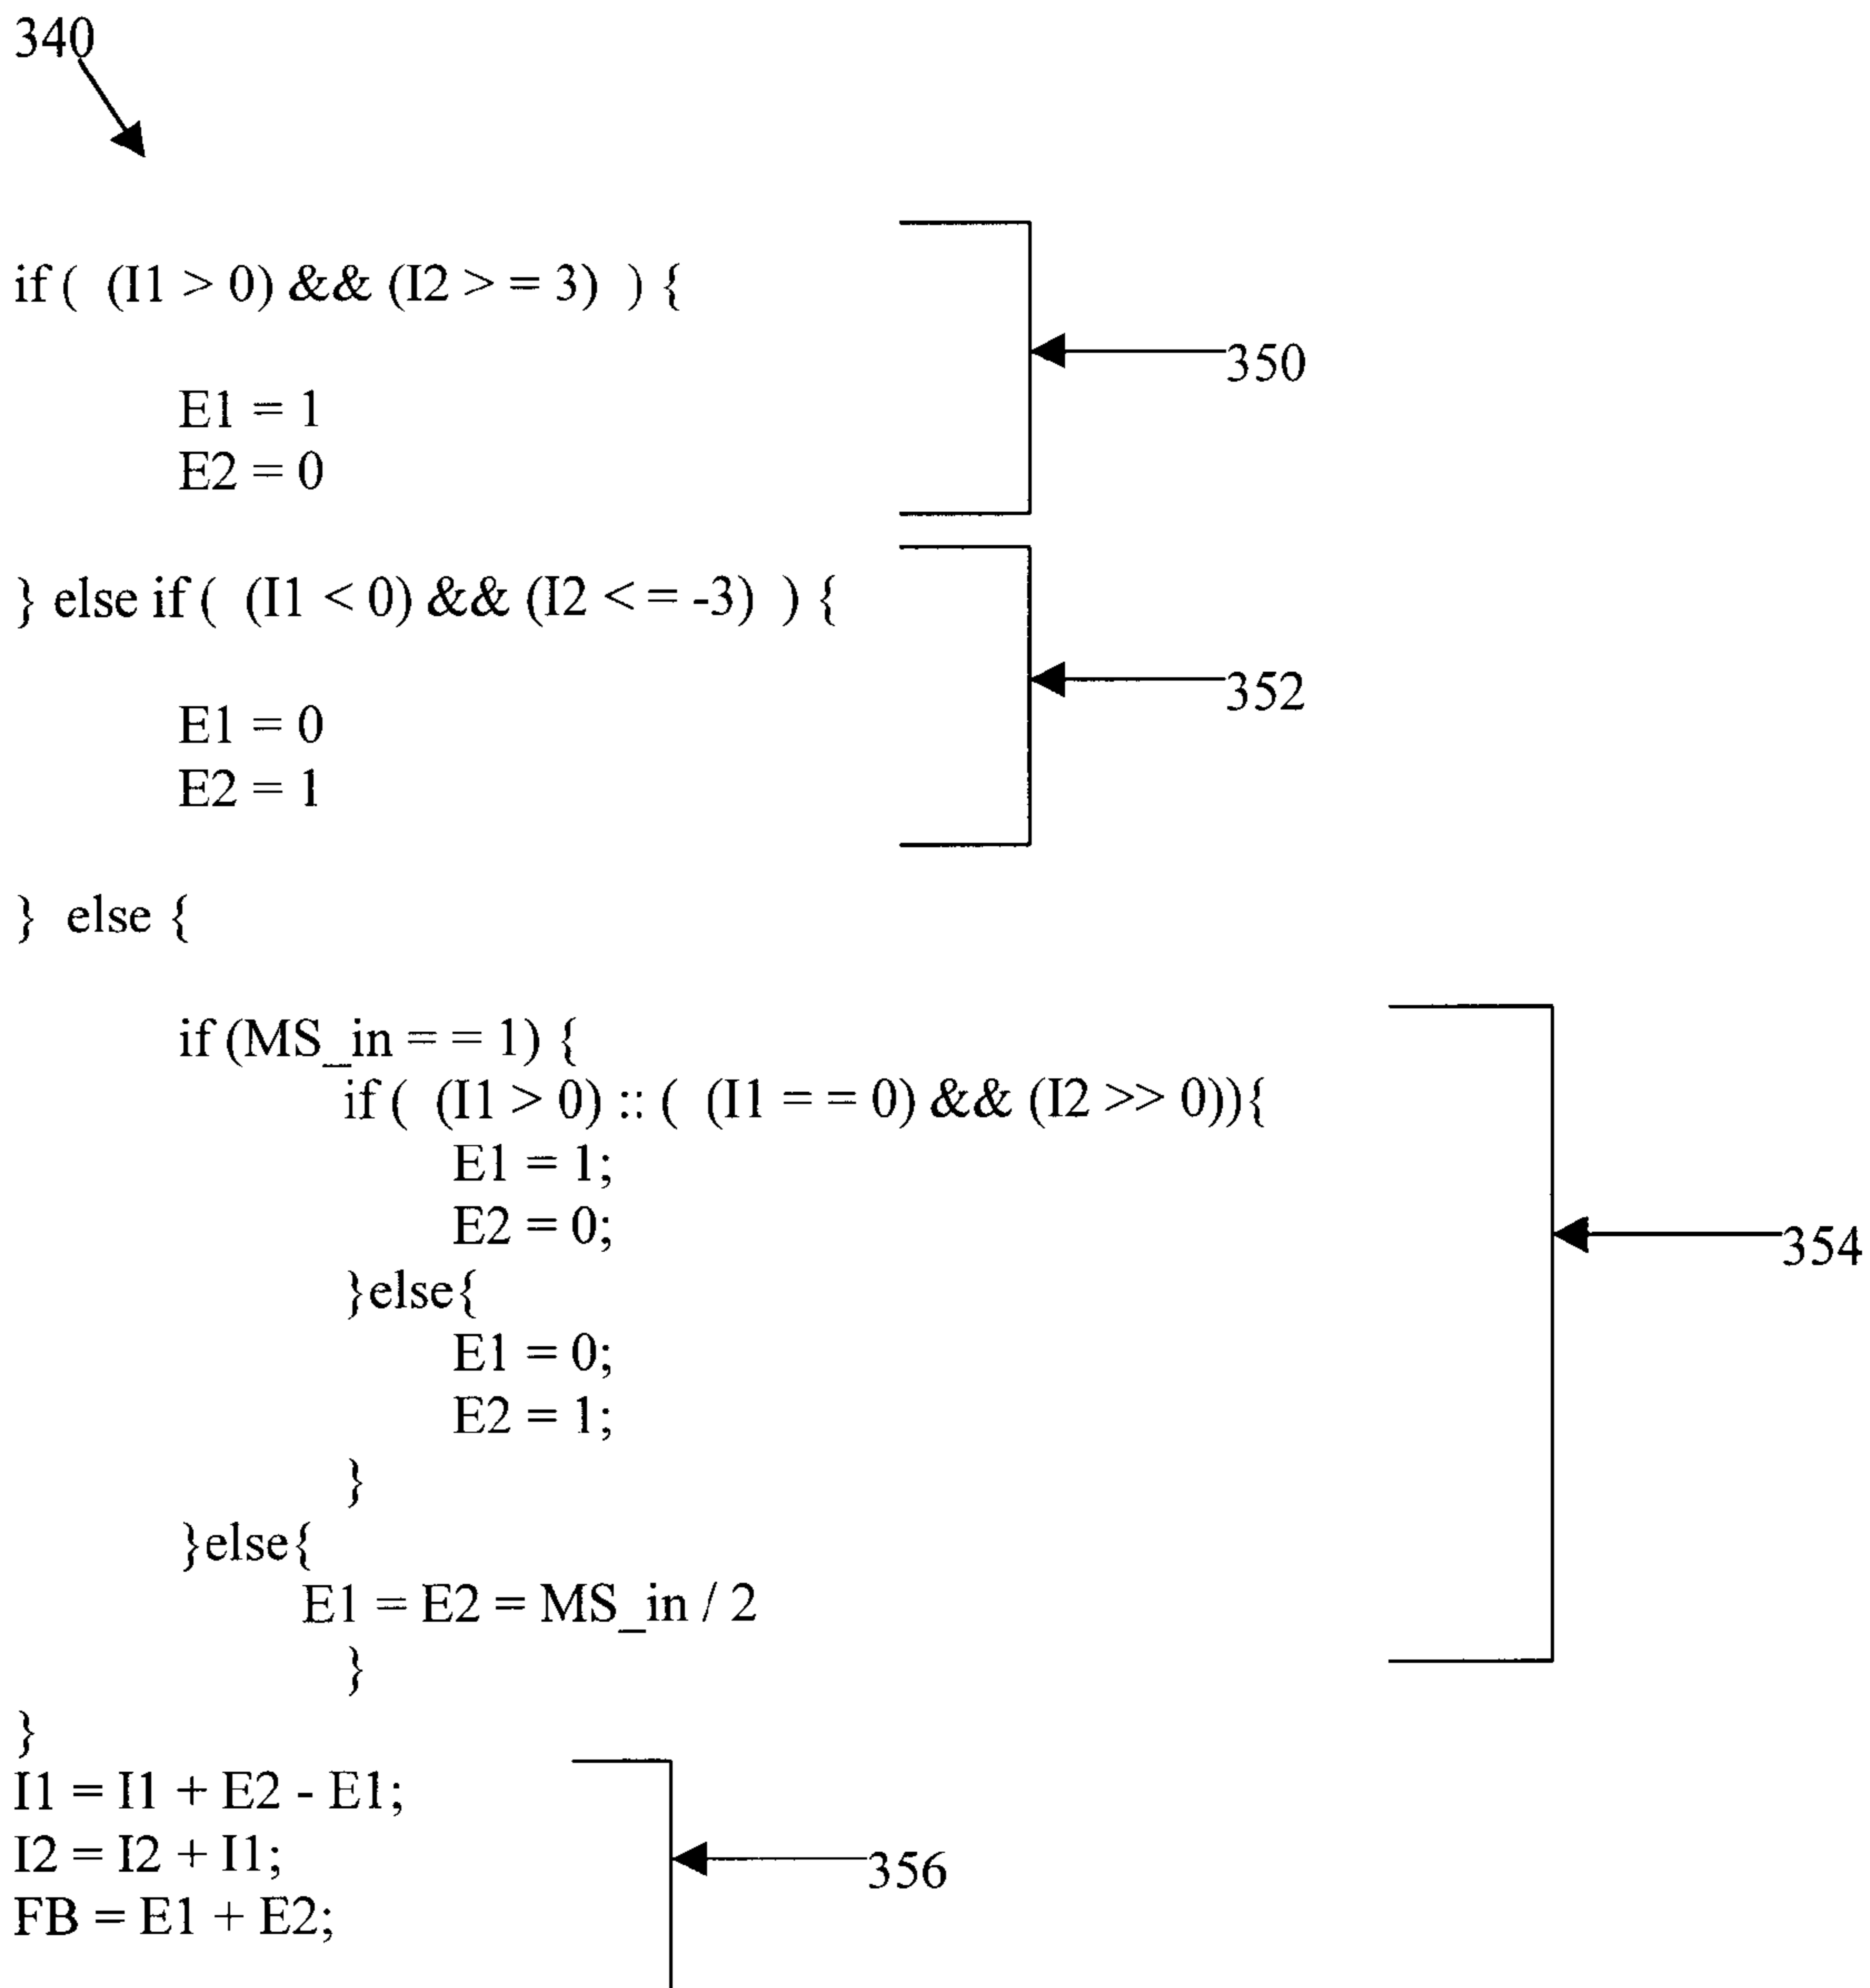 340
if (  (I1 > 0) && (I2 > = 3)  ) {
350
E1 = 1
E2 = 0
} else if (  (I1 < 0) && (I2 < = -3)  ) {
352
E1 = 0
E2 = 1
}  else {
if (MS_in = = 1) {
if (  (I1 > 0) :: (  (I1 = = 0) && (I2 >> 0)){
E1 = 1;
E2 = 0;
354
}else{
E1 = 0;
E2 = 1;
}
}else{
E1 = E2 = MS_in / 2
}
}
I1 = I1 + E2 - E1;
I2 = I2 + I1;
356
FB = E1 + E2;